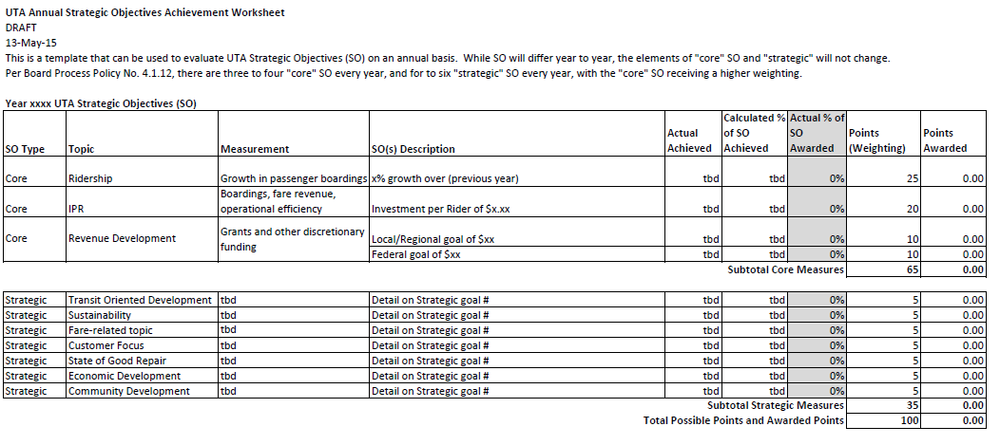 UTA Annual Strategic Objectives Achievement Worksheet
DRAFT
13-May-15
This is a template that can be used to evaluate UTA Strategic Objectives (SO) on an annual basis.  While SO will differ year to year, the elements of "core" SO and "strategic" will not change.
Per Board Process Policy No. 4.1.12, there are three to four "core" SO every year, and for to six "strategic" SO every year, with the "core" SO receiving a higher weighting.
Year xxxx UTA Strategic Objectives (SO)
SO Type Topic Measurement SO(s) Description Actual Achieved Calculated % of SO Achieved Actual % of SO Awarded Points (Weighting) Points Awarded
Core Ridership Growth in passenger boardings x% growth over (previous year) tbd tbd 0% 25 0.00
Core IPR Boardings, fare revenue, operational efficiency Investment per Rider of $x.xx tbd tbd 0% 20 0.00
Core Revenue Development Grants and other discretionary funding Local/Regional goal of $xx tbd tbd 0% 10 0.00
Federal goal of $xx tbd tbd 0% 10 0.00
Subtotal Core Measures 65 0.00
Strategic Transit Oriented Development tbd Detail on Strategic goal # tbd tbd 0% 5 0.00
Strategic Sustainability tbd Detail on Strategic goal # tbd tbd 0% 5 0.00
Strategic Fare-related topic tbd Detail on Strategic goal # tbd tbd 0% 5 0.00
Strategic Customer Focus tbd Detail on Strategic goal # tbd tbd 0% 5 0.00
Strategic State of Good Repair tbd Detail on Strategic goal # tbd tbd 0% 5 0.00
Strategic Economic Development tbd Detail on Strategic goal # tbd tbd 0% 5 0.00
Strategic Community Development tbd Detail on Strategic goal # tbd tbd 0% 5 0.00
Subtotal Strategic Measures 35 0.00
Total Possible Points and Awarded Points 100 0.00